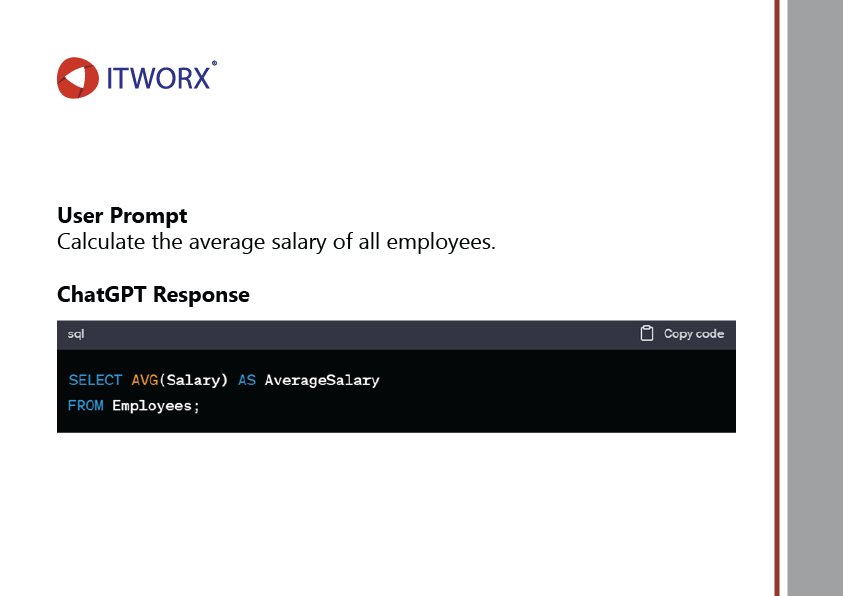 ITWORX®
User Prompt
Calculate the average salary of all employees.
ChatGPT Response
sql Copy code
SELECT AVG(Salary) AS AverageSalary
FROM Employees;